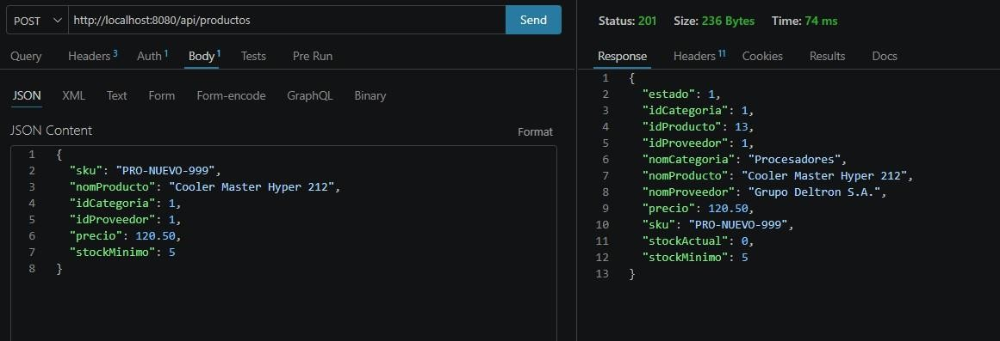 POST http://localhost:8080/api/productos Send
Query Headers 3 Auth 1 Body 1 Tests Pre Run
JSON XML Text Form Form-encode GraphQL Binary
JSON Content Format
1 {
2 "sku": "PRO-NUEVO-999",
3 "nomProducto": "Cooler Master Hyper 212",
4 "idCategoria": 1,
5 "idProveedor": 1,
6 "precio": 120.50,
7 "stockMinimo": 5
8 }
Status: 201 Size: 236 Bytes Time: 74 ms
Response Headers 11 Cookies Results Docs
1 {
2 "estado": 1,
3 "idCategoria": 1,
4 "idProducto": 13,
5 "idProveedor": 1,
6 "nomCategoria": "Procesadores",
7 "nomProducto": "Cooler Master Hyper 212",
8 "nomProveedor": "Grupo Deltron S.A.",
9 "precio": 120.50,
10 "sku": "PRO-NUEVO-999",
11 "stockActual": 0,
12 "stockMinimo": 5
13 }